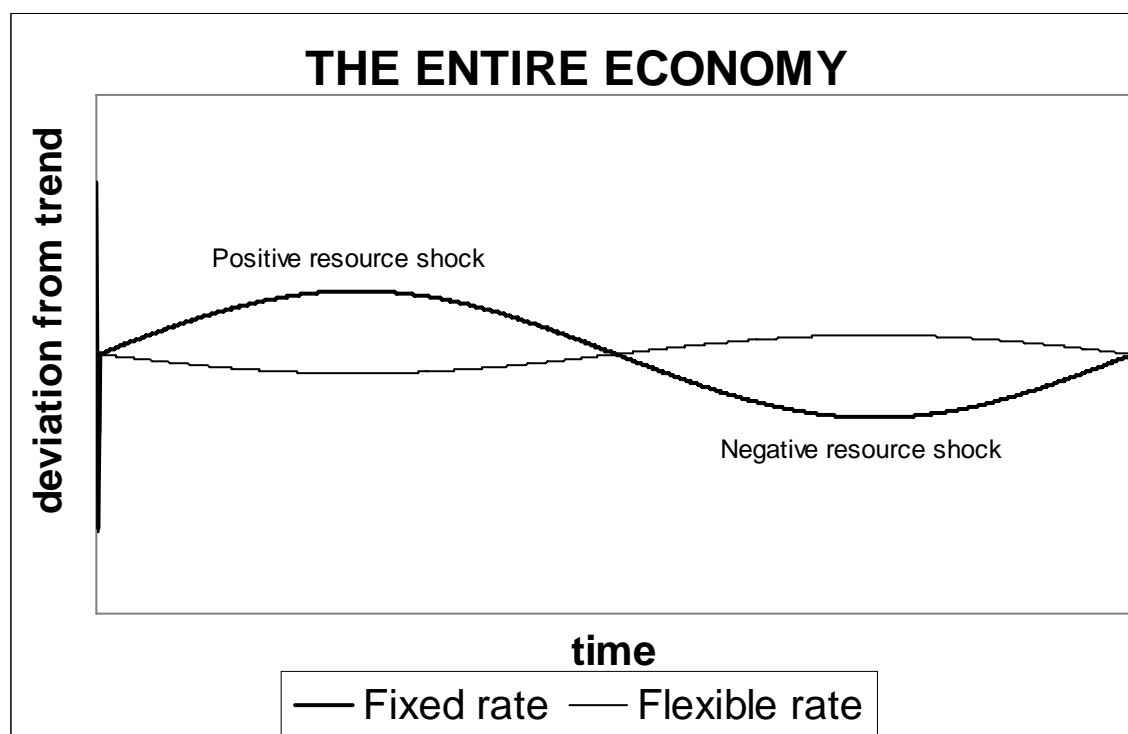 THE ENTIRE ECONOMY
deviation from trend
Positive resource shock
Negative resource shock
time
Fixed rate
Flexible rate